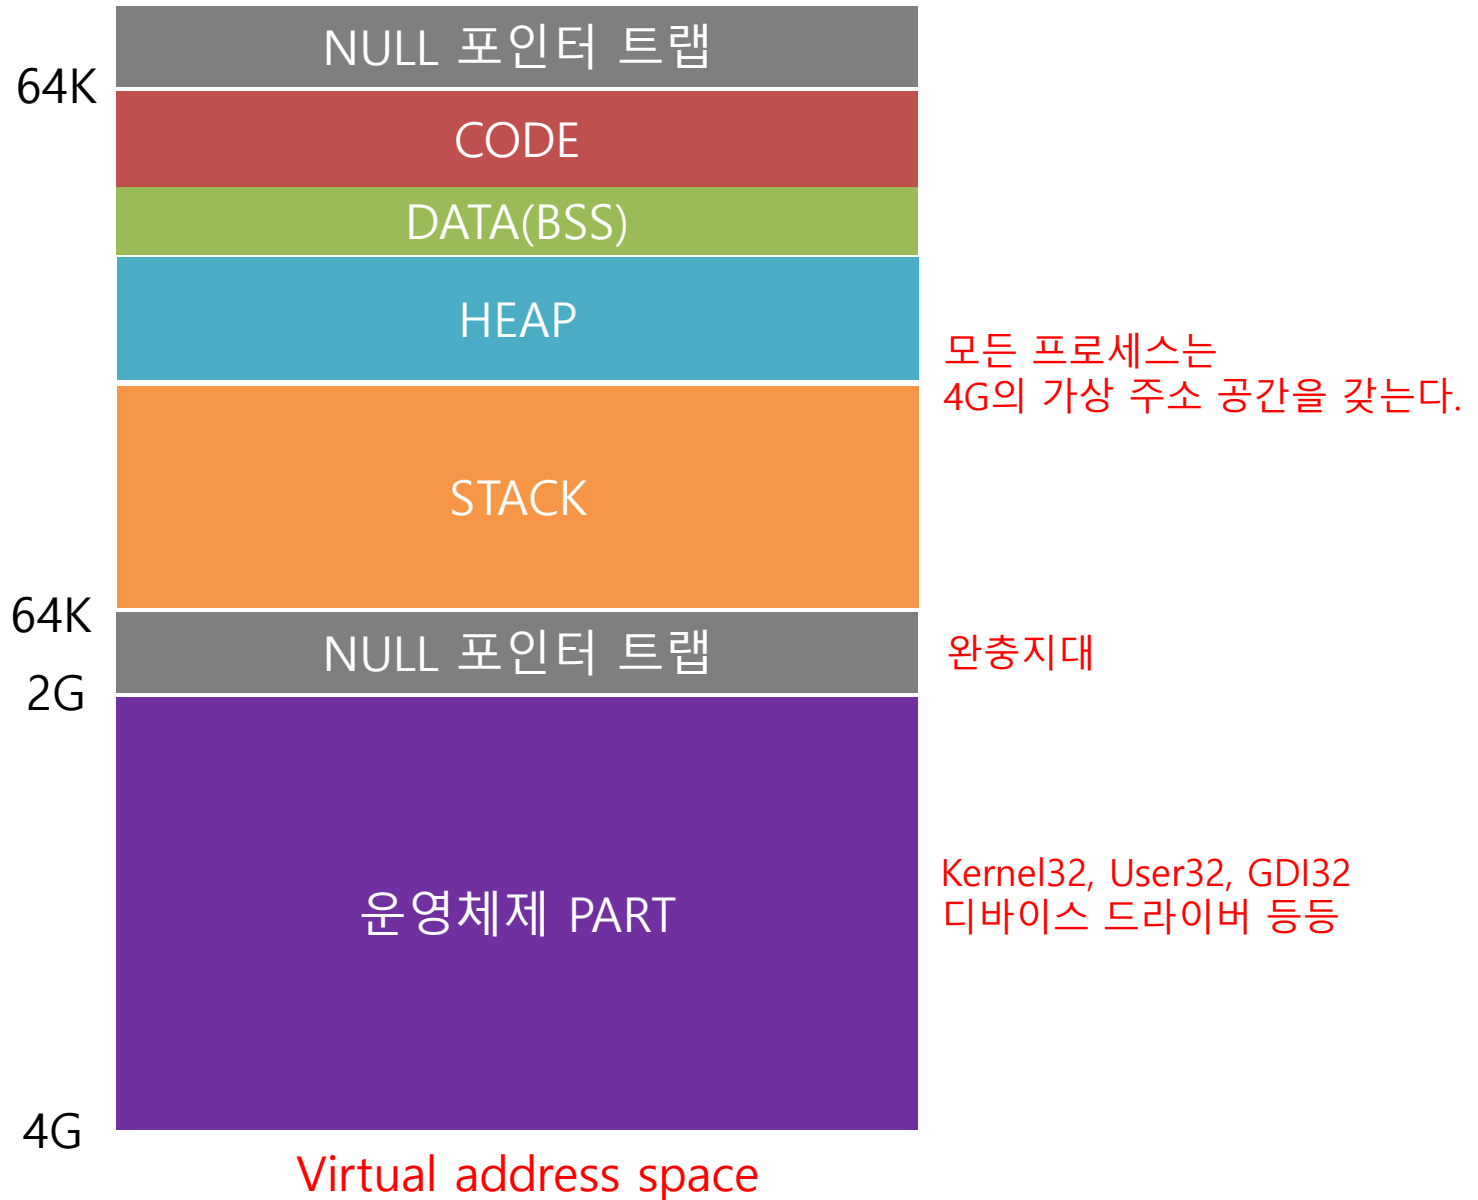 NULL 포인터 트랩
64K
CODE
DATA(BSS)
HEAP
모든 프로세스는
4G의 가상 주소 공간을 갖는다.
STACK
64K
NULL 포인터 트랩
완충지대
2G
Kernel32, User32, GDI32
운영체제 PART
디바이스 드라이버 등등
4G
Virtual address space